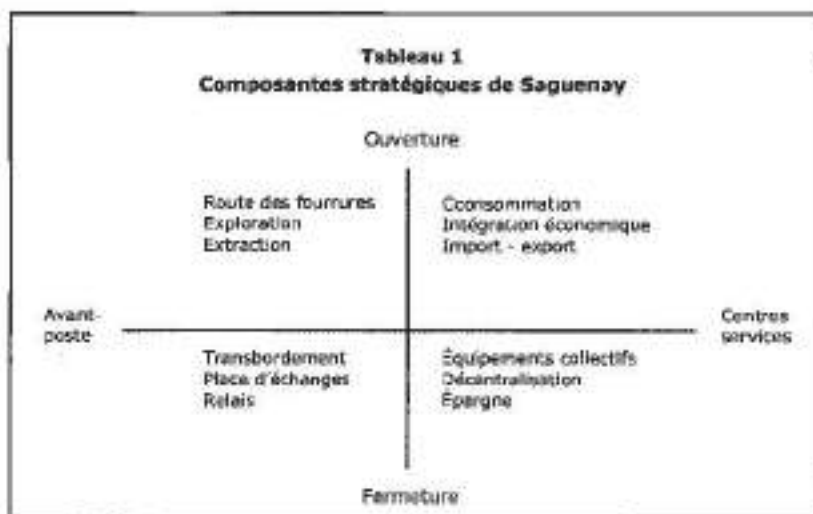 Tableau 1
Composantes stratégiques de Saguenay
Ouverture
Route des fourrures
Exploration
Extraction
Cconsommation
Intégration économique
Import - export
Avant-
poste
Centres
services
Transbordement
Place d'échanges
Relais
Équipements collectifs
Décentralisation
Épargne
Fermeture